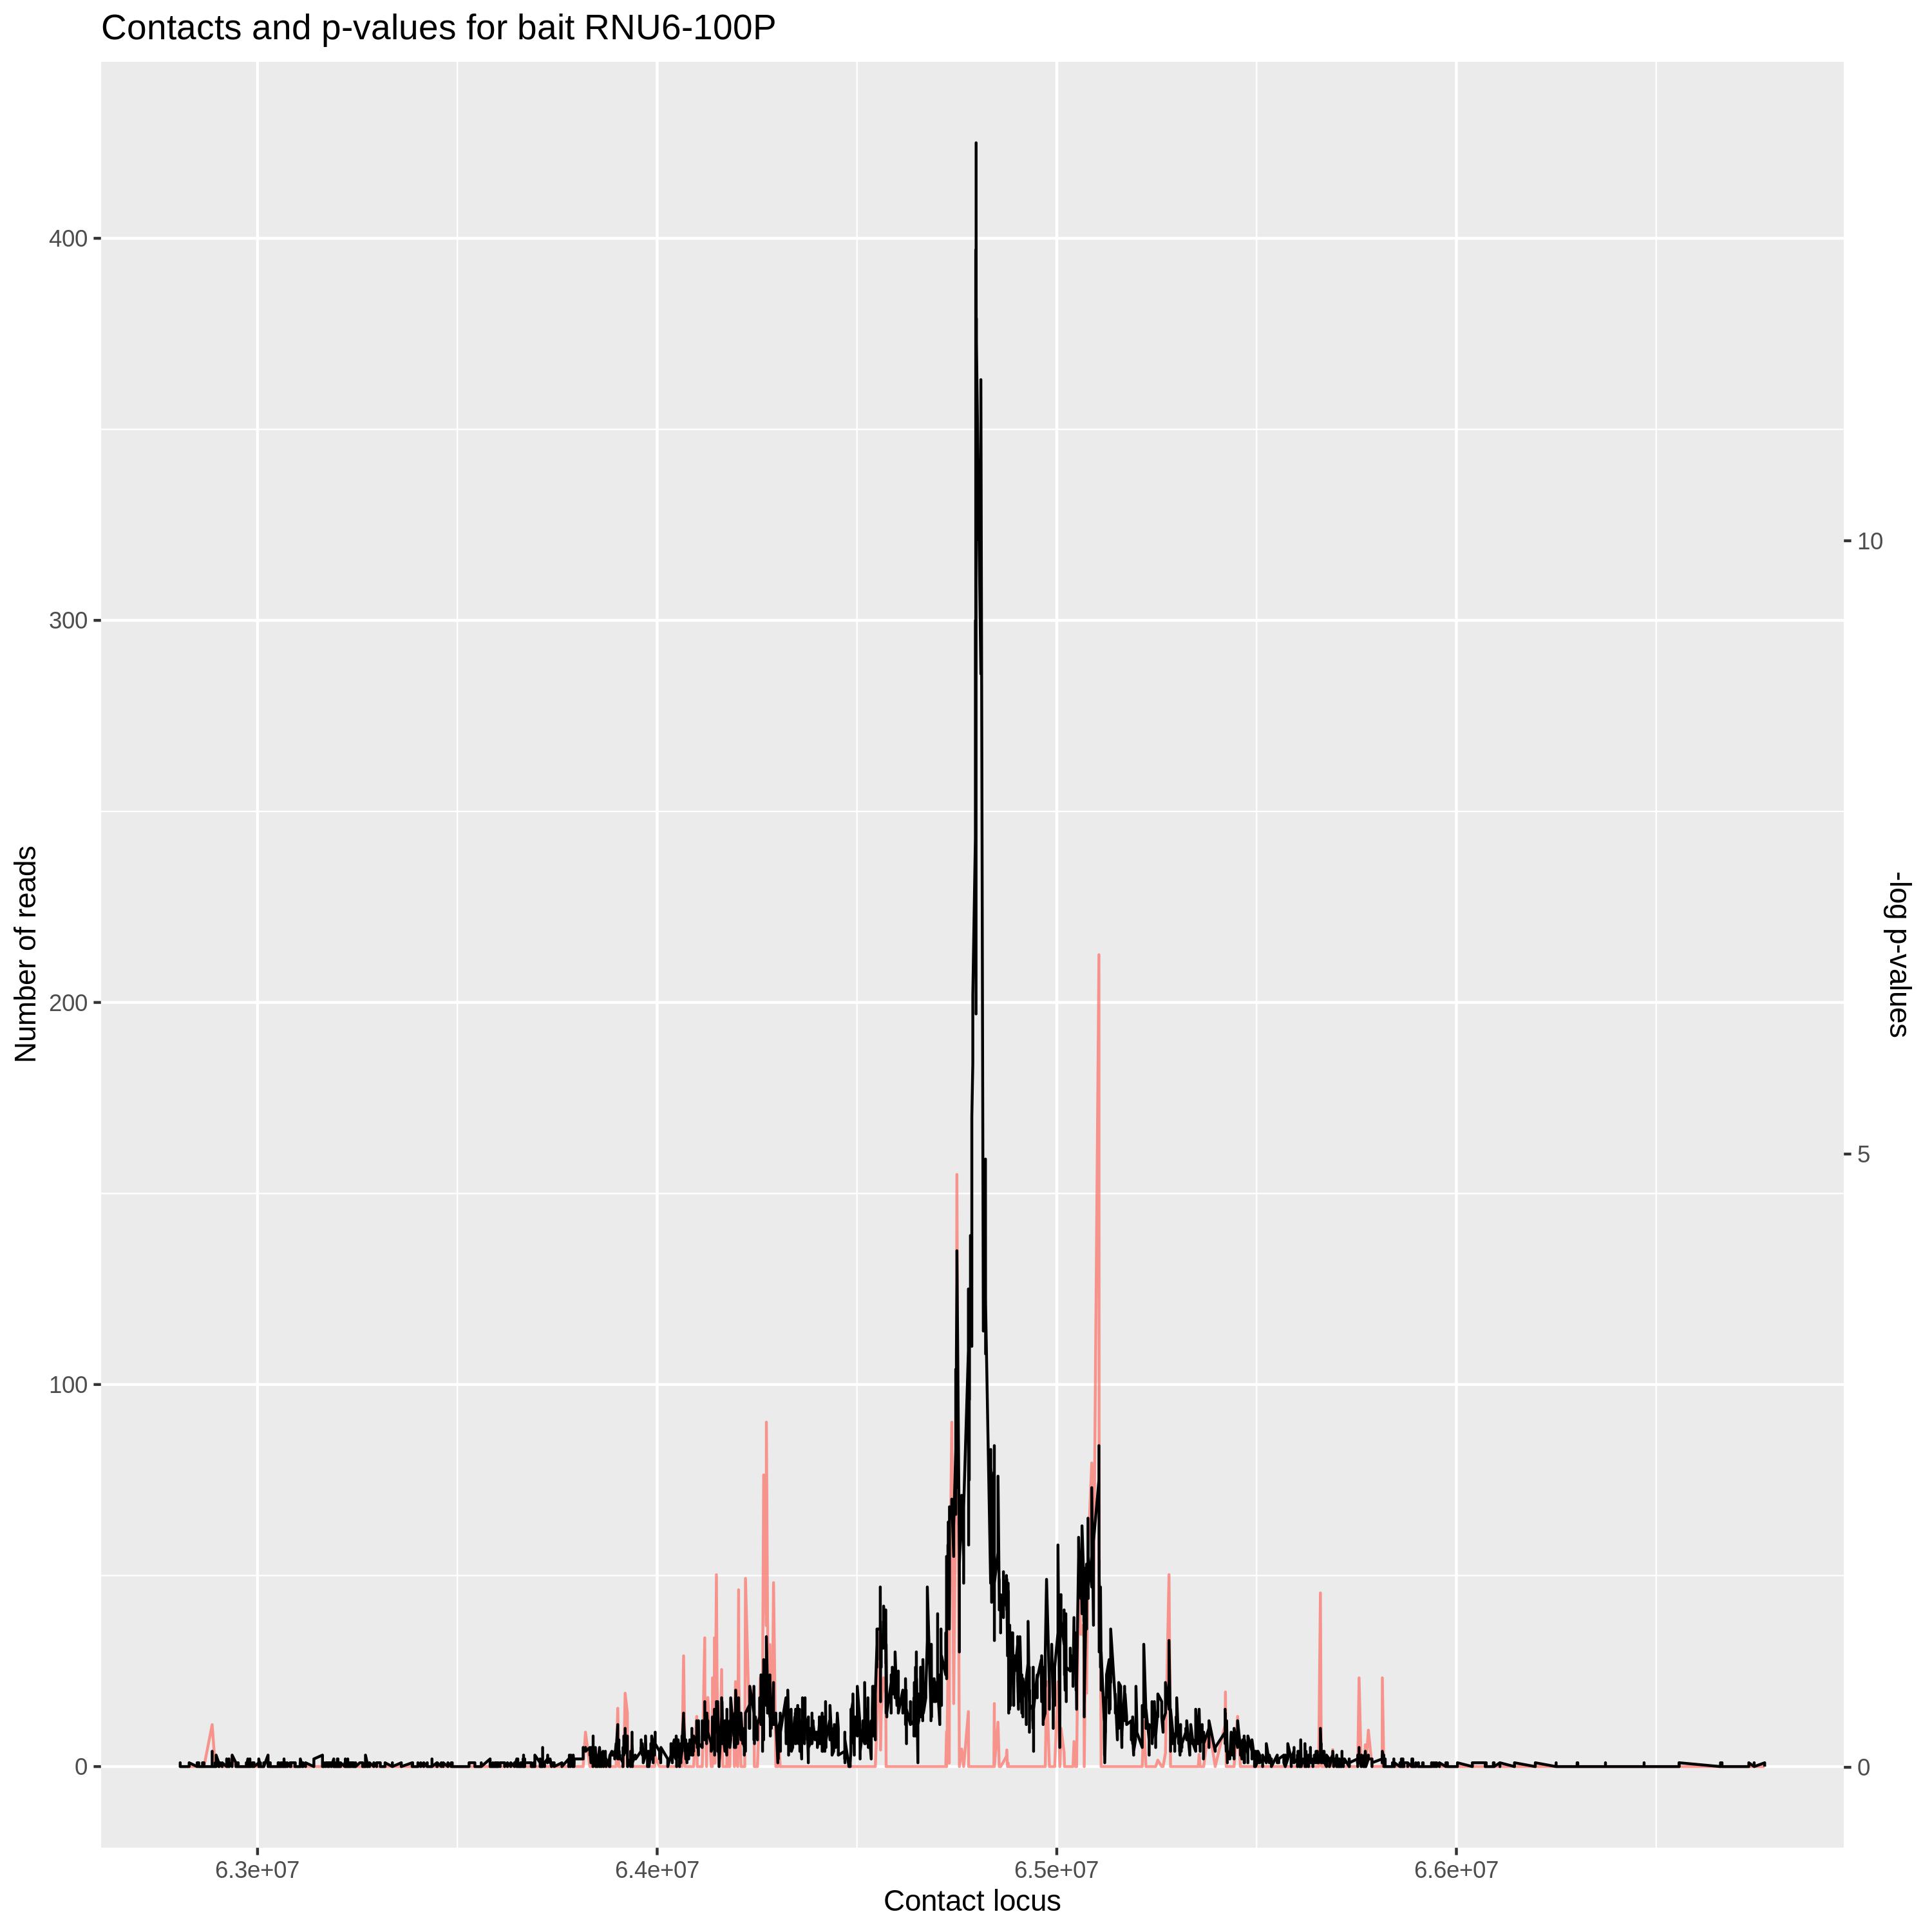 Contacts and p-values for bait RNU6-100P
400
300
200
100
0
Number of reads
10
5
0
-log p-values
6.3e+07
6.4e+07
6.5e+07
6.6e+07
Contact locus